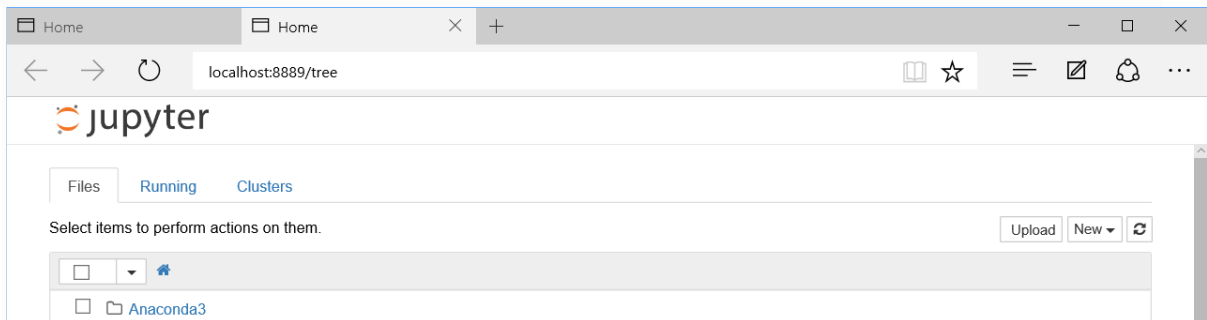 Home Home
localhost:8889/tree
jupyter
Files Running Clusters
Select items to perform actions on them.
Upload New
Anaconda3